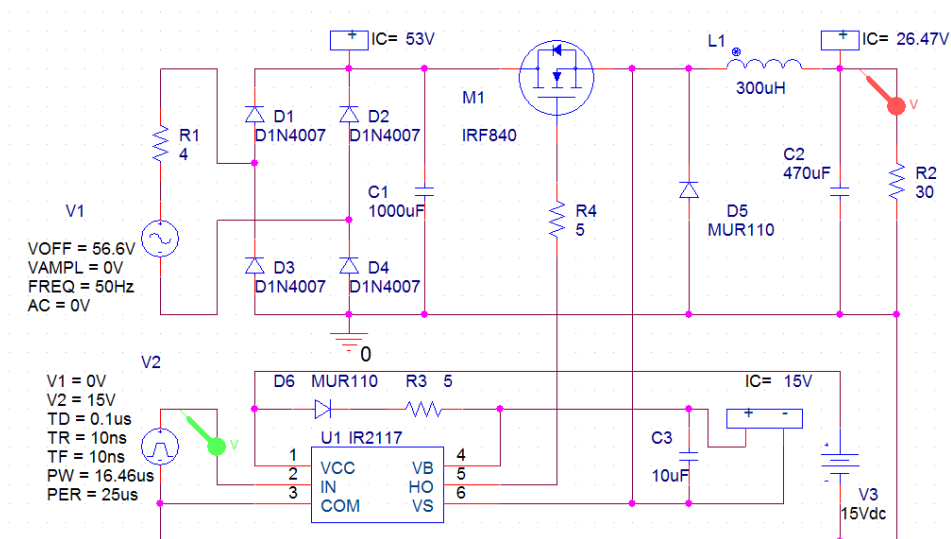 IC= 53V
IC= 26.47V
L1
300uH
M1
IRF840
D1
D1N4007
D2
D1N4007
R1
4
C1
1000uF
C2
470uF
R2
30
R4
5
D5
MUR110
V1
VOFF = 56.6V
VAMPL = 0V
FREQ = 50Hz
AC = 0V
D3
D1N4007
D4
D1N4007
0
V
V2
V1 = 0V
V2 = 15V
TD = 0.1us
TR = 10ns
TF = 10ns
PW = 16.46us
PER = 25us
V
D6 MUR110 R3 5
IC= 15V
U1 IR2117
1 VCC VB 4
2 IN HO 5
3 COM VS 6
C3
10uF
V3
15Vdc